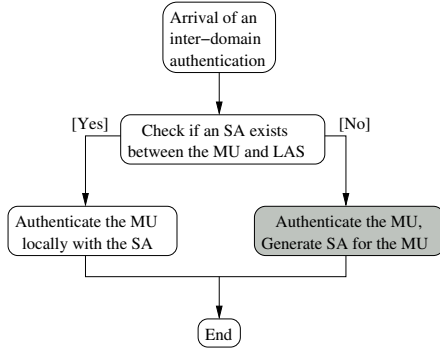 Arrival of an
inter−domain
authentication
[Yes]
[No]
Check if an SA exists
between the MU and LAS
Authenticate the MU
locally with the SA
Authenticate the MU,
Generate SA for the MU
End